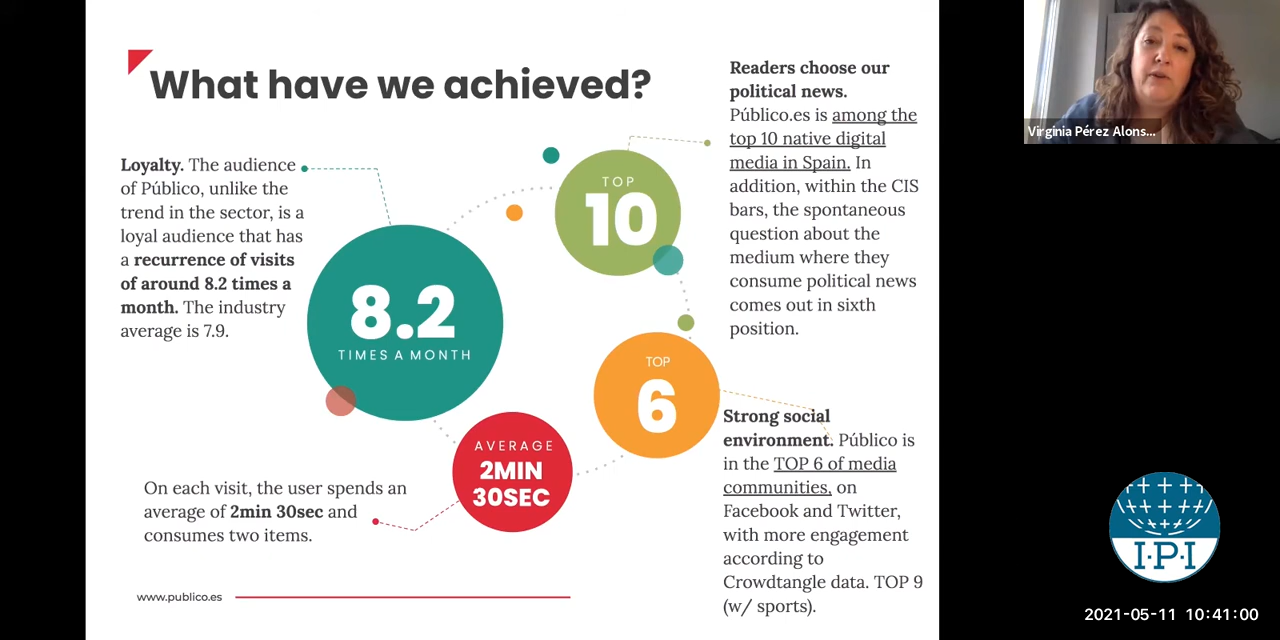 What have we achieved?
Loyalty. The audience
of Público, unlike the
trend in the sector, is a
loyal audience that has
a recurrence of visits
of around 8.2 times a
month. The industry
average is 7.9.
8.2
TIMES A MONTH
TOP
10
Readers choose our
political news.
Público.es is among the
top 10 native digital
media in Spain. In
addition, within the CIS
bars, the spontaneous
question about the
medium where they
consume political news
comes out in sixth
position.
TOP
6
Strong social
environment. Público is
in the TOP 6 of media
communities, on
Facebook and Twitter,
with more engagement
according to
Crowdtangle data. TOP 9
(w/ sports).
AVERAGE
2MIN
30SEC
On each visit, the user spends an
average of 2min 30sec and
consumes two items.
www.publico.es
Virginia Pérez Alons...
I·P·I
2021-05-11 10:41:00